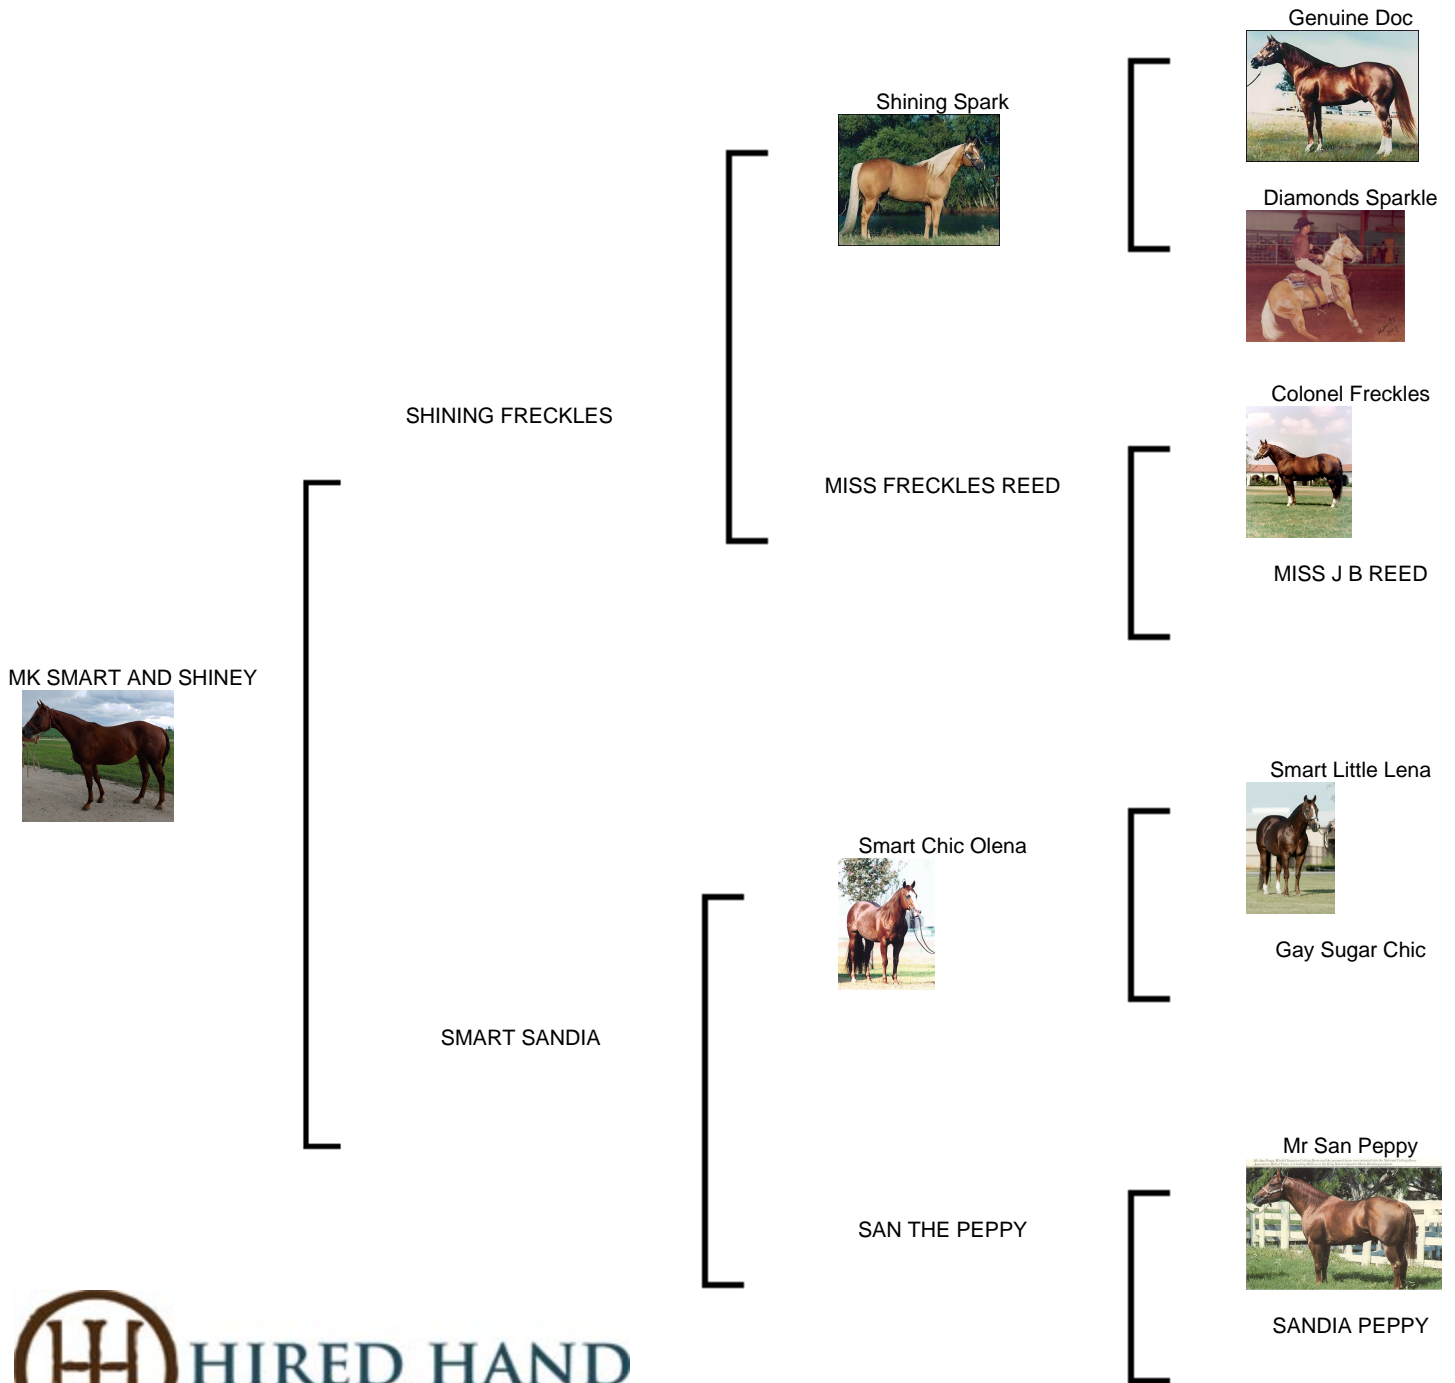 Genuine Doc
Shining Spark
Diamonds Sparkle
Colonel Freckles
SHINING FRECKLES
MISS FRECKLES REED
MISS J B REED
MK SMART AND SHINEY
Smart Little Lena
Smart Chic Olena
Gay Sugar Chic
SMART SANDIA
Mr San Peppy
SAN THE PEPPY
SANDIA PEPPY
HIRED HAND